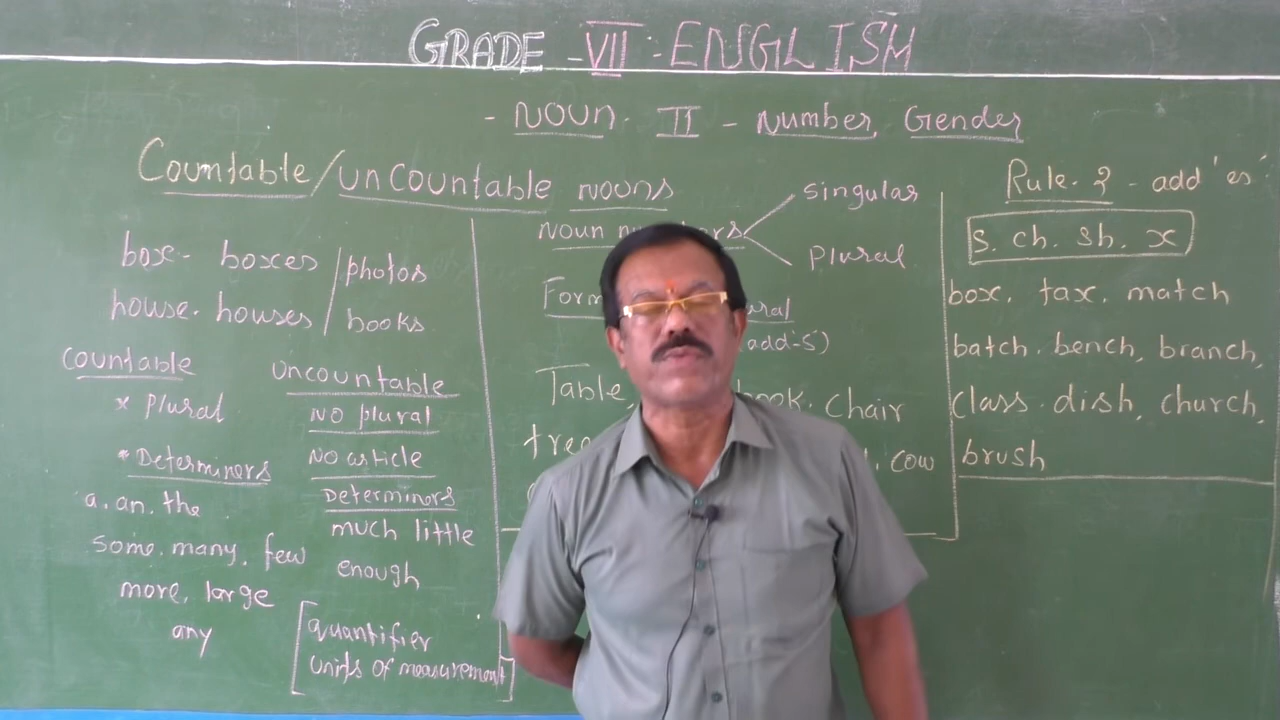 GRADE - VII : ENGLISH
- NOUN. II - Number, Gender
Countable/uncountable nouns
box - boxes / photos
house. houses / books
countable
* plural
* Determiners
a. an. the
some. many. few
more. large
any
uncountable
NO plural
NO article
Determiners
much little
enough
quantifier
units of measurement
noun
singular
plural
(add-s)
Table, chair
cow
Rule. 2 - add 'es'
s. ch. sh. x
box. tax. match
batch. bench, branch,
class. dish, church,
brush